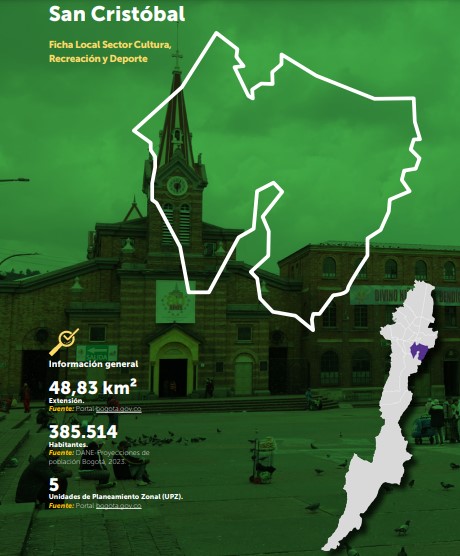 San Cristóbal
Ficha Local Sector Cultura,
Recreación y Deporte
Información general
48,83 km²
Extensión.
Fuente: Portal bogota.gov.co
385.514
Habitantes.
Fuente: DANE-Proyecciones de
población Bogotá, 2023.
5
Unidades de Planeamiento Zonal (UPZ).
Fuente: Portal bogota.gov.co
DIVINO